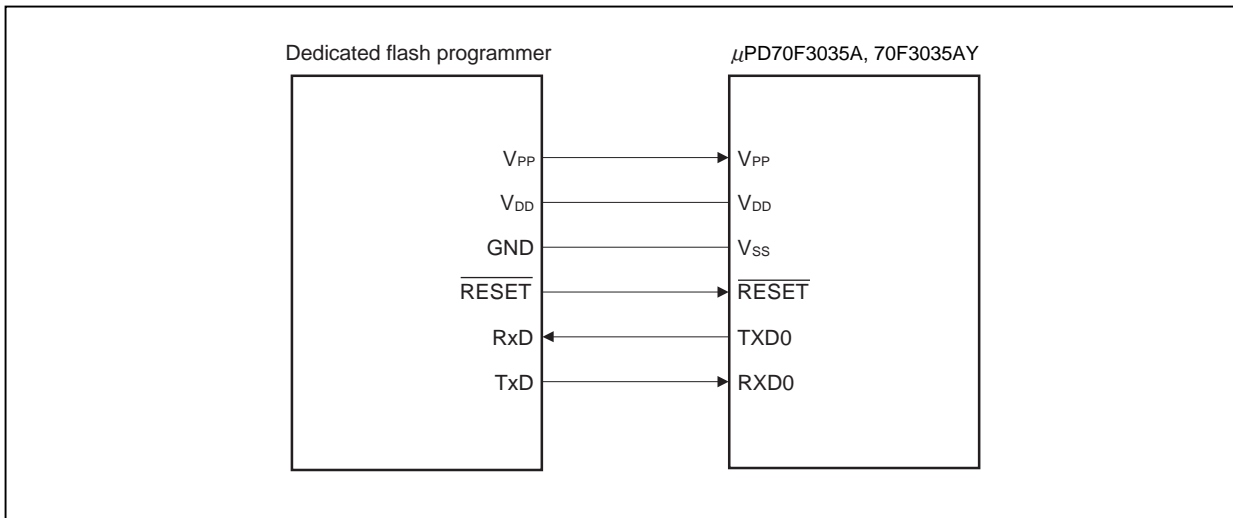 Dedicated flash programmer
μPD70F3035A, 70F3035AY
VPP
VPP
VDD
VDD
GND
VSS
RESET
RESET
RxD
TXD0
TxD
RXD0